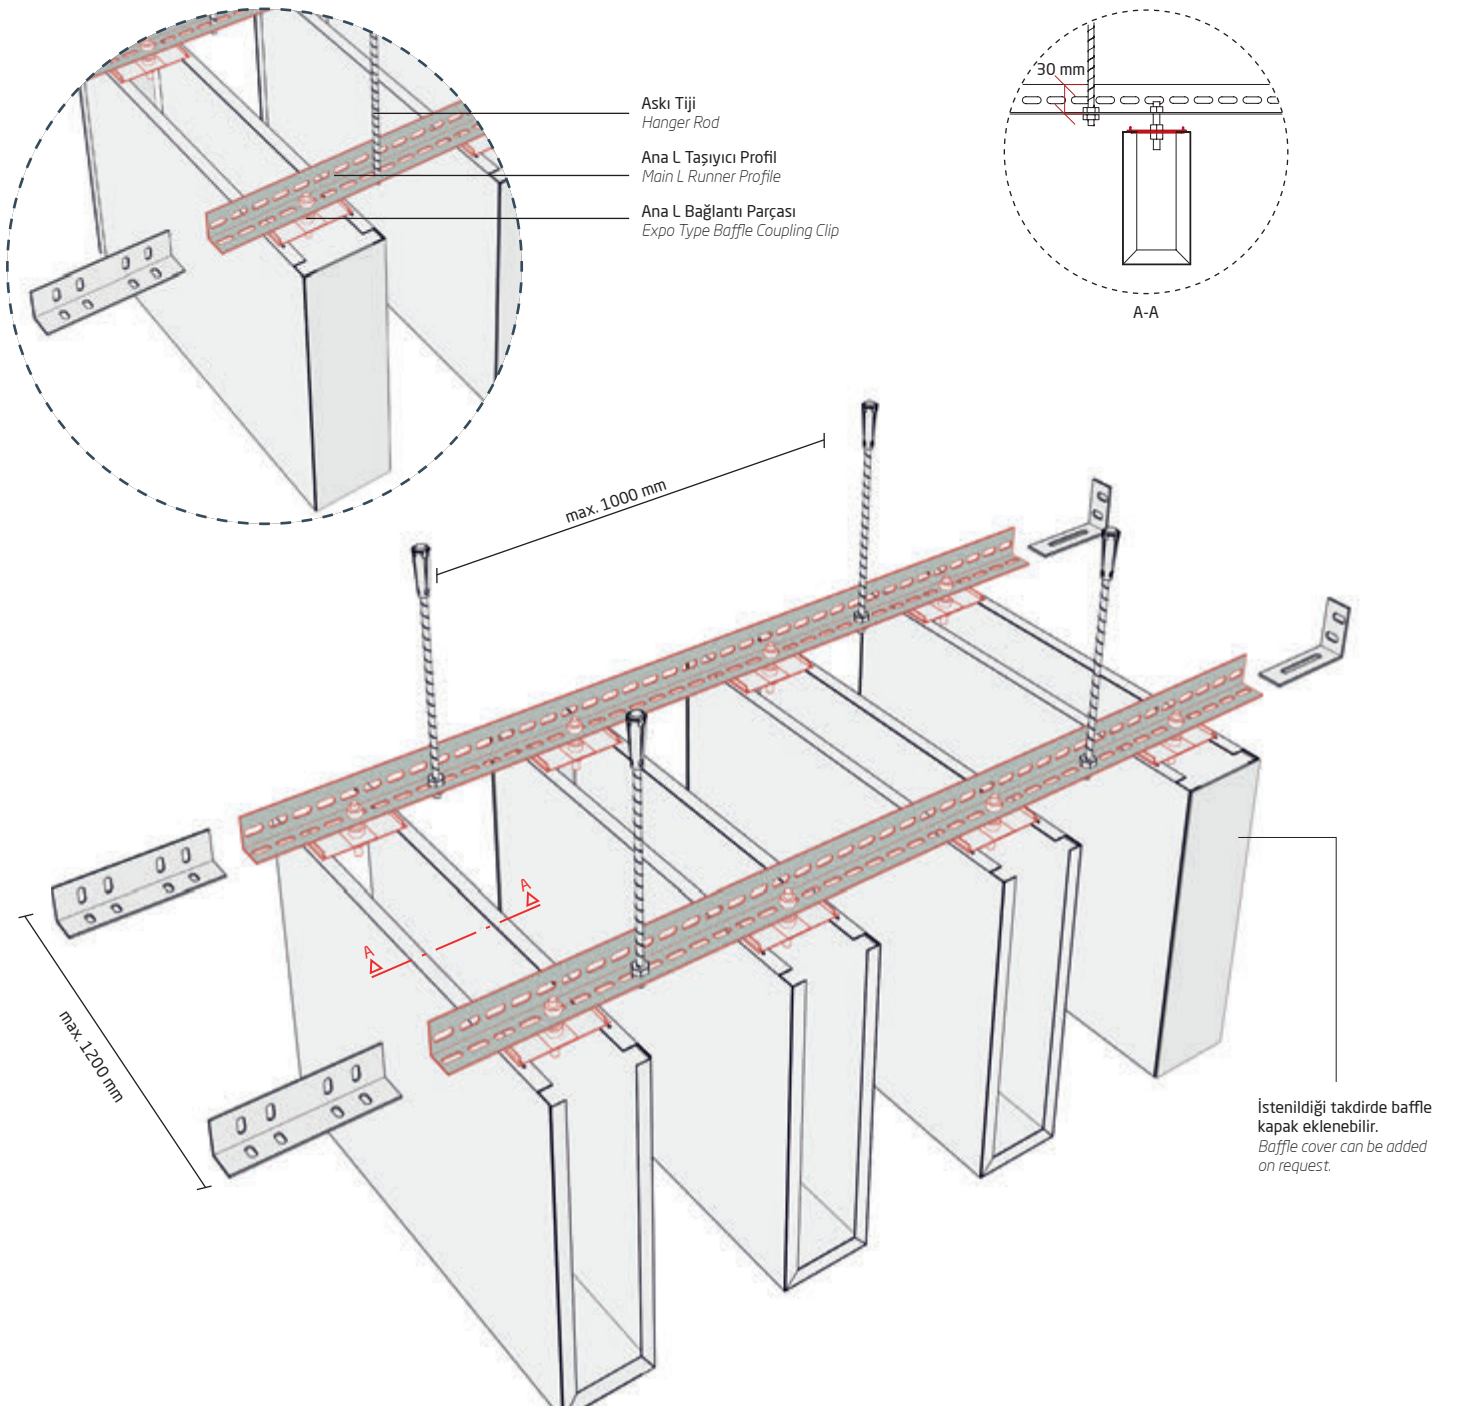 Askı Tiji
Hanger Rod
Ana L Taşıyıcı Profil
Main L Runner Profile
Ana L Bağlantı Parçası
Expo Type Baffle Coupling Clip
30 mm
A-A
max. 1000 mm
A
A
max. 1200 mm
İstenildiği takdirde baffle
kapak eklenebilir.
Baffle cover can be added
on request.